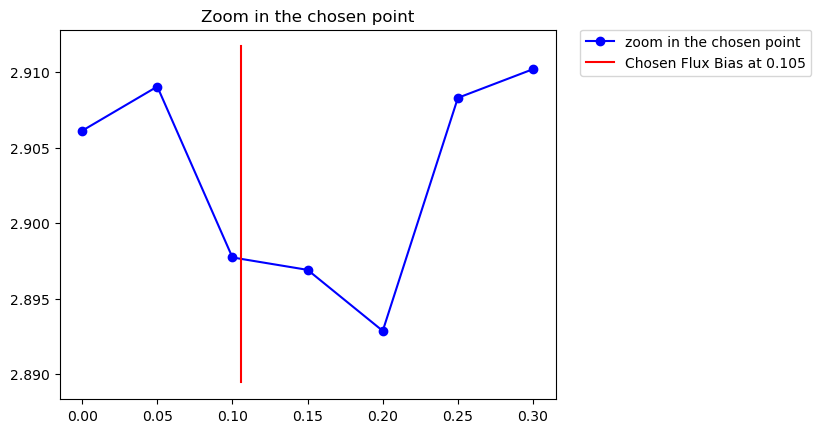 Zoom in the chosen point
zoom in the chosen point
Chosen Flux Bias at 0.105
2.910
2.905
2.900
2.895
2.890
0.00 0.05 0.10 0.15 0.20 0.25 0.30